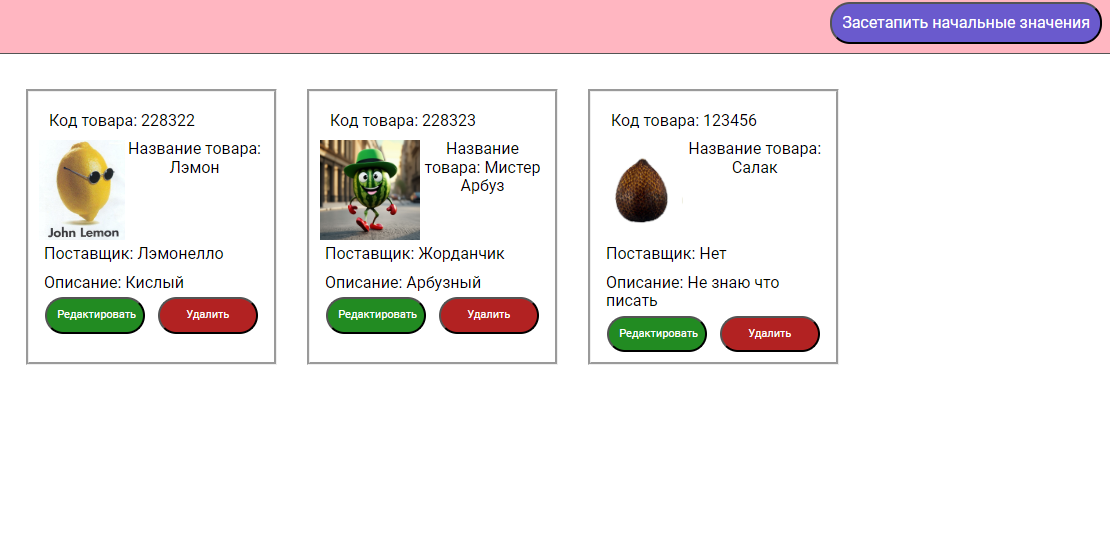 Засетапить начальные значения
Код товара: 228322
Название товара:
Лэмон
John Lemon
Поставщик: Лэмонелло
Описание: Кислый
Редактировать
Удалить
Код товара: 228323
Название
товара: Мистер
Арбуз
Поставщик: Жорданчик
Описание: Арбузный
Редактировать
Удалить
Код товара: 123456
Название товара:
Салак
Поставщик: Нет
Описание: Не знаю что
писать
Редактировать
Удалить